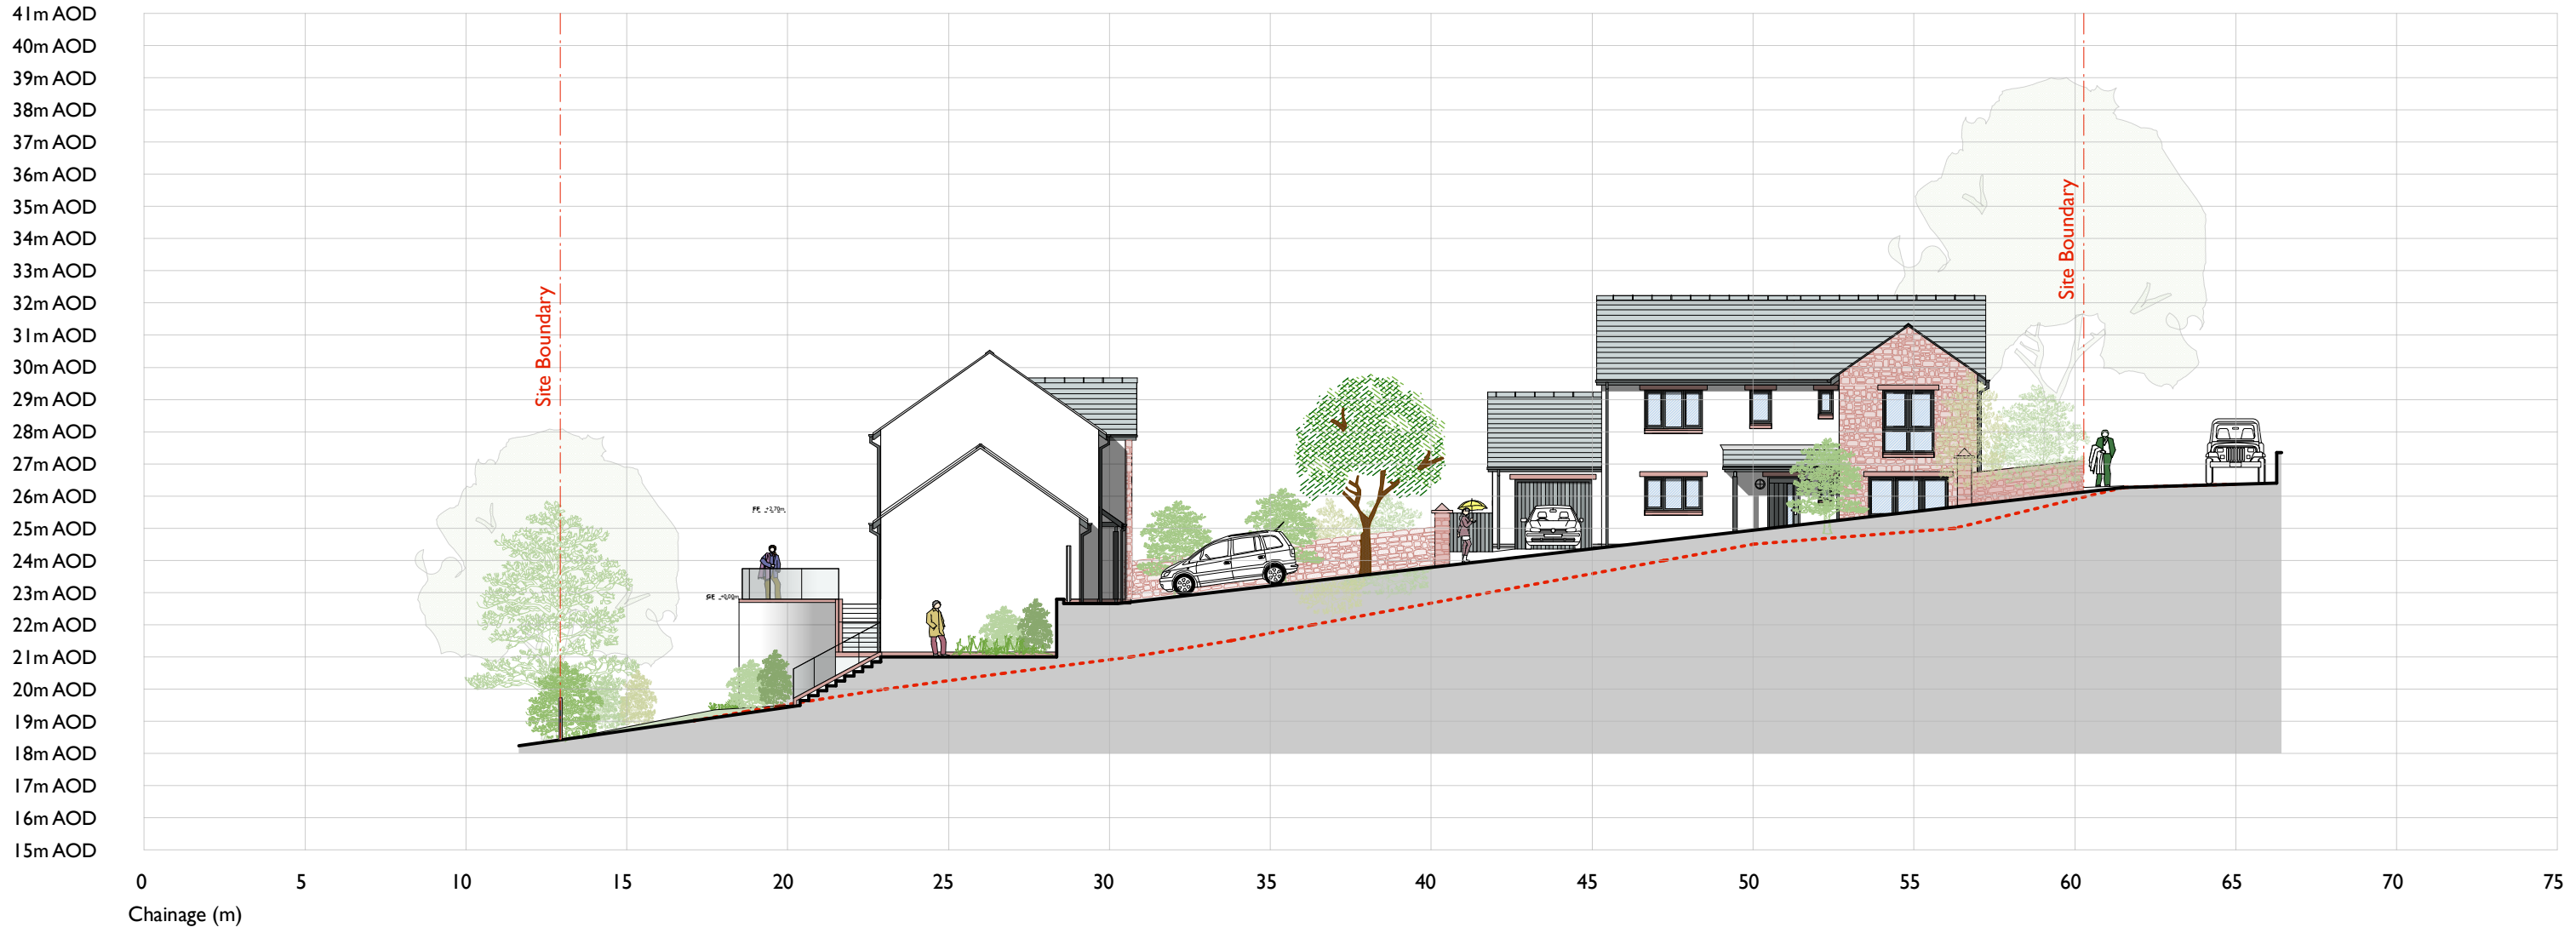 41m AOD
40m AOD
39m AOD
38m AOD
37m AOD
36m AOD
35m AOD
34m AOD
33m AOD
32m AOD
31m AOD
30m AOD
29m AOD
28m AOD
27m AOD
26m AOD
25m AOD
24m AOD
23m AOD
22m AOD
21m AOD
20m AOD
19m AOD
18m AOD
17m AOD
16m AOD
15m AOD
Site Boundary
Site Boundary
0 5 10 15 20 25 30 35 40 45 50 55 60 65 70 75
Chainage (m)